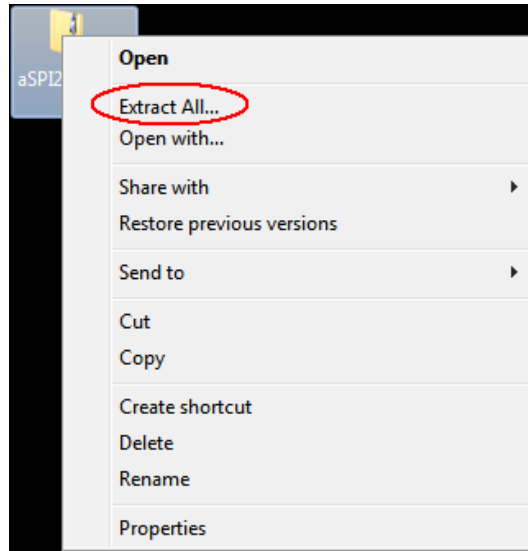 aSPI2
Open
Extract All...
Open with...
Share with
Restore previous versions
Send to
Cut
Copy
Create shortcut
Delete
Rename
Properties